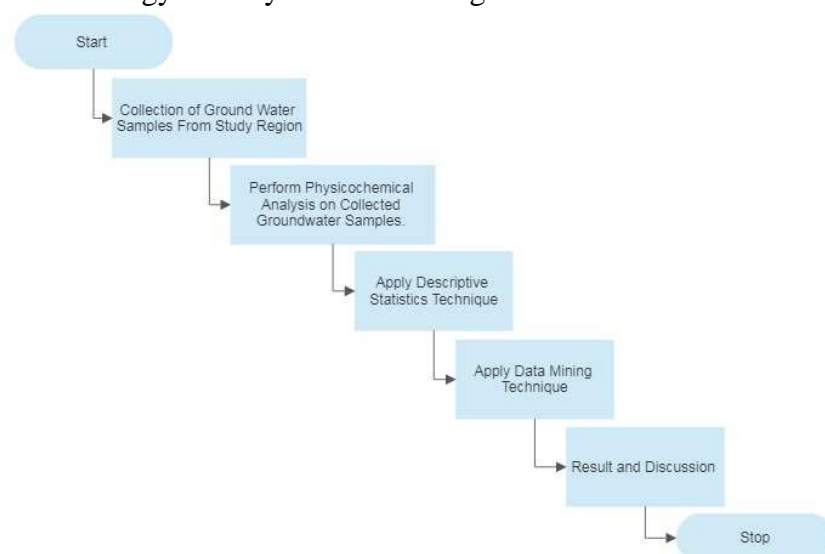 Start
Collection of Ground Water
Samples From Study Region
Perform Physicochemical
Analysis on Collected
Groundwater Samples.
Apply Descriptive
Statistics Technique
Apply Data Mining
Technique
Result and Discussion
Stop